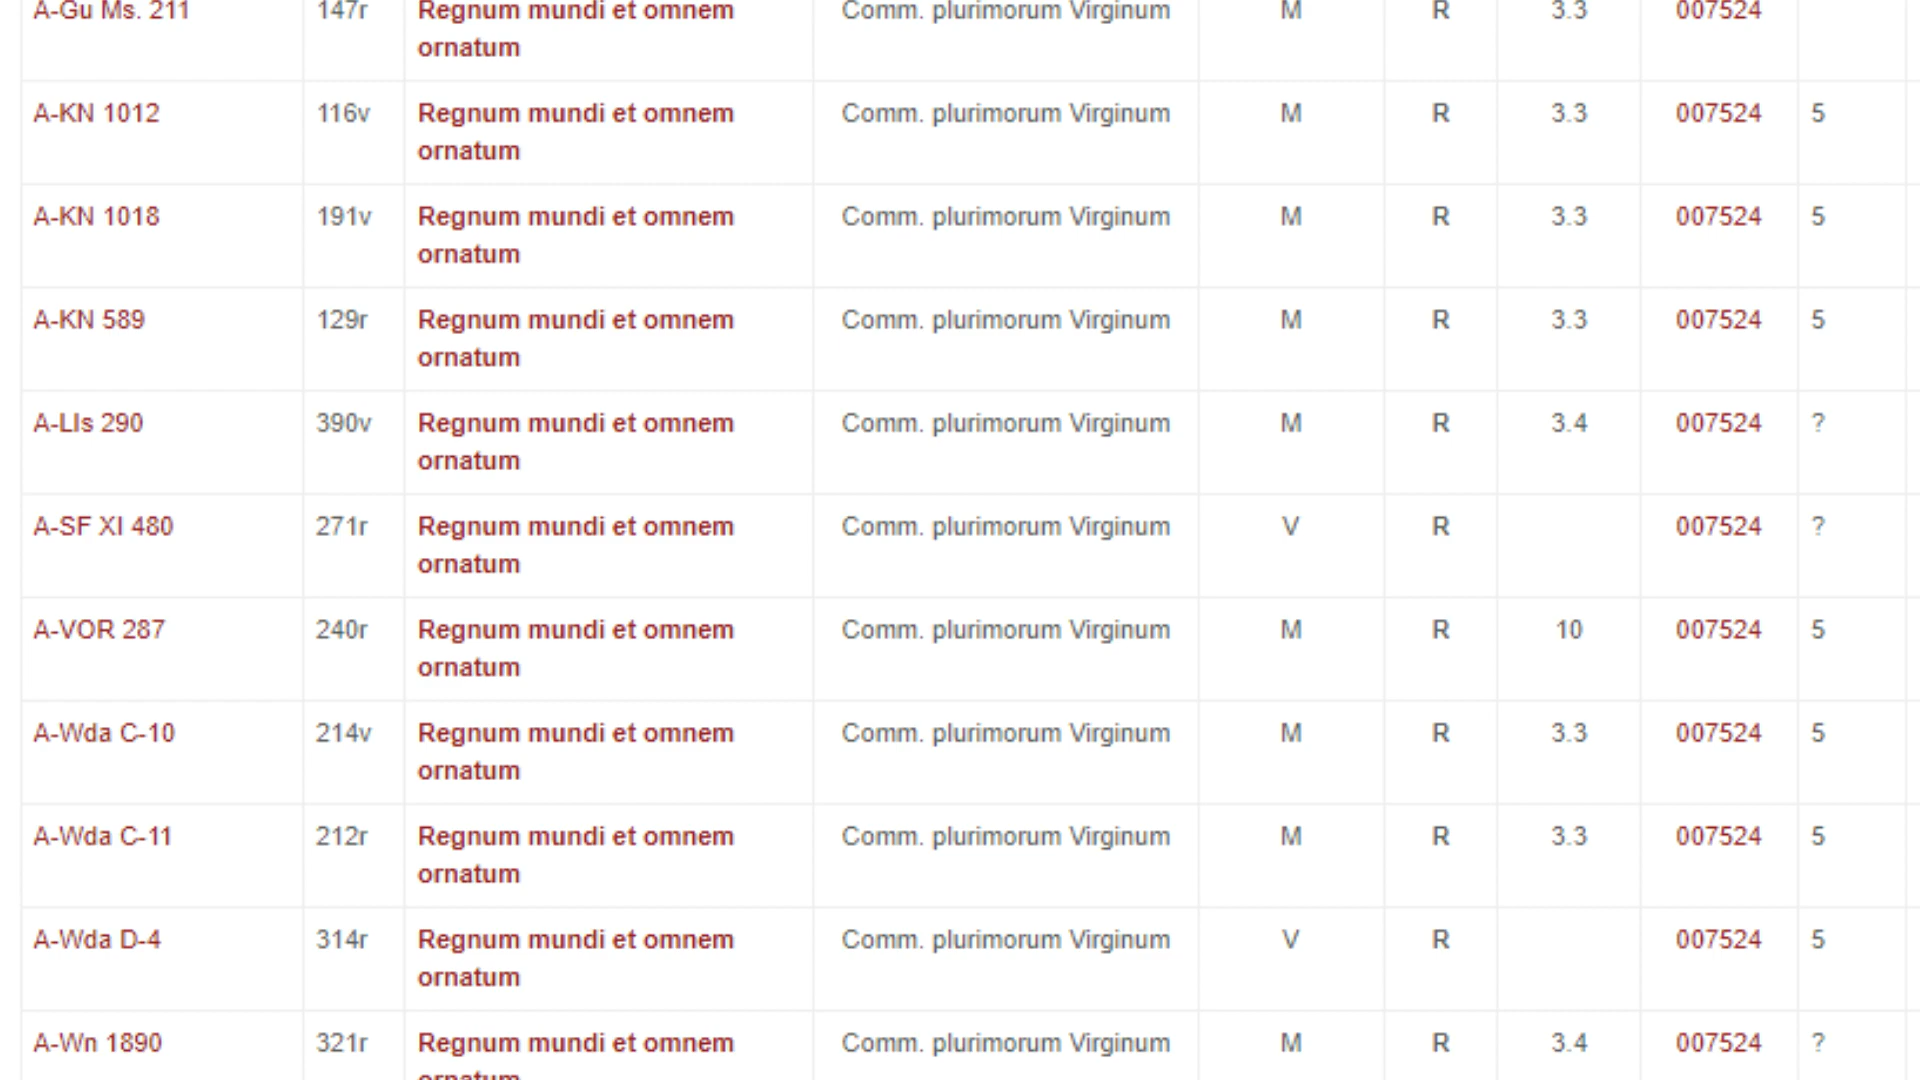 A-Gu Ms. 211 147r Regnum mundi et omnem Comm. plurimorum Virginum M R 3.3 007524
ornatum
A-KN 1012 116v Regnum mundi et omnem Comm. plurimorum Virginum M R 3.3 007524 5
ornatum
A-KN 1018 191v Regnum mundi et omnem Comm. plurimorum Virginum M R 3.3 007524 5
ornatum
A-KN 589 129r Regnum mundi et omnem Comm. plurimorum Virginum M R 3.3 007524 5
ornatum
A-LIs 290 390v Regnum mundi et omnem Comm. plurimorum Virginum M R 3.4 007524 ?
ornatum
A-SF XI 480 271r Regnum mundi et omnem Comm. plurimorum Virginum V R 007524 ?
ornatum
A-VOR 287 240r Regnum mundi et omnem Comm. plurimorum Virginum M R 10 007524 5
ornatum
A-Wda C-10 214v Regnum mundi et omnem Comm. plurimorum Virginum M R 3.3 007524 5
ornatum
A-Wda C-11 212r Regnum mundi et omnem Comm. plurimorum Virginum M R 3.3 007524 5
ornatum
A-Wda D-4 314r Regnum mundi et omnem Comm. plurimorum Virginum V R 007524 5
ornatum
A-Wn 1890 321r Regnum mundi et omnem Comm. plurimorum Virginum M R 3.4 007524 ?
ornatum